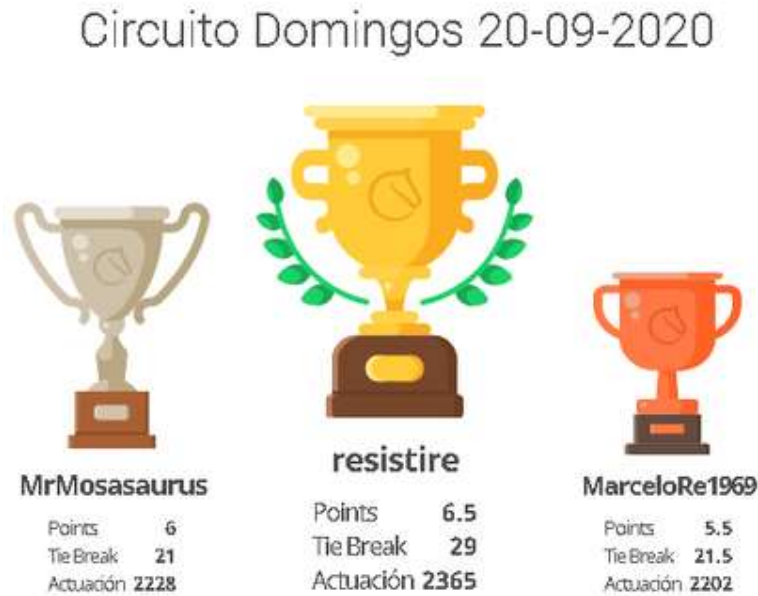 Circuito Domingos 20-09-2020
MrMosasaurus
Points 6
Tie Break 21
Actuación 2228
resistire
Points 6.5
Tie Break 29
Actuación 2365
MarceloRe1969
Points 5.5
Tie Break 21.5
Actuación 2202